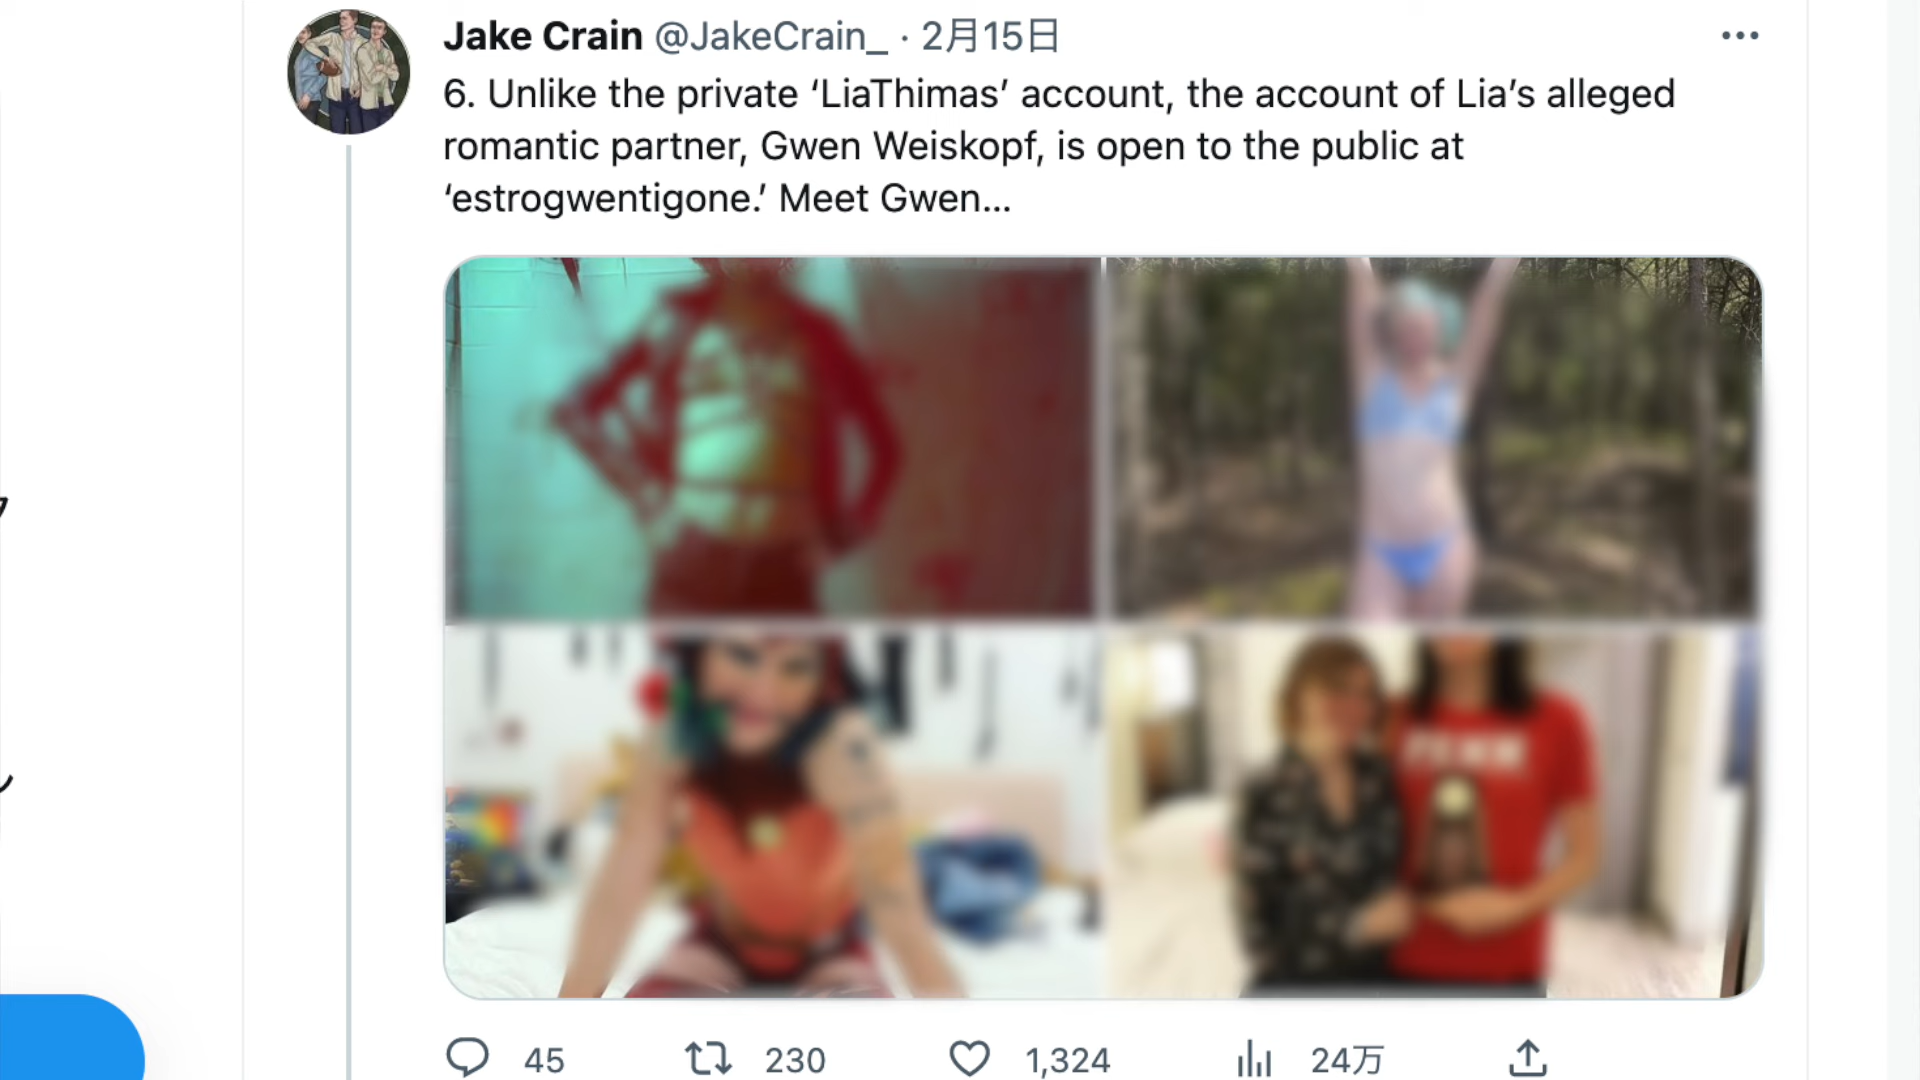 Jake Crain @JakeCrain_ · 2月15日
6. Unlike the private ‘LiaThimas’ account, the account of Lia’s alleged
romantic partner, Gwen Weiskopf, is open to the public at
‘estrogwentigone.’ Meet Gwen...
45 230 1,324 24万